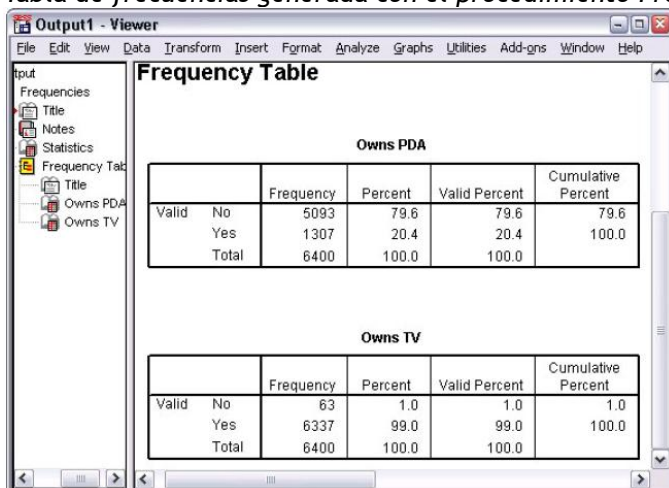 Output1 - Viewer
File Edit View Data Transform Insert Format Analyze Graphs Utilities Add-ons Window Help
tput
Frequencies
Title
Notes
Statistics
Frequency Tab
Title
Owns PDA
Owns TV
Frequency Table
Owns PDA
Frequency Percent Valid Percent Cumulative Percent
Valid No 5093 79.6 79.6 79.6
Yes 1307 20.4 20.4 100.0
Total 6400 100.0 100.0
Owns TV
Frequency Percent Valid Percent Cumulative Percent
Valid No 63 1.0 1.0 1.0
Yes 6337 99.0 99.0 100.0
Total 6400 100.0 100.0